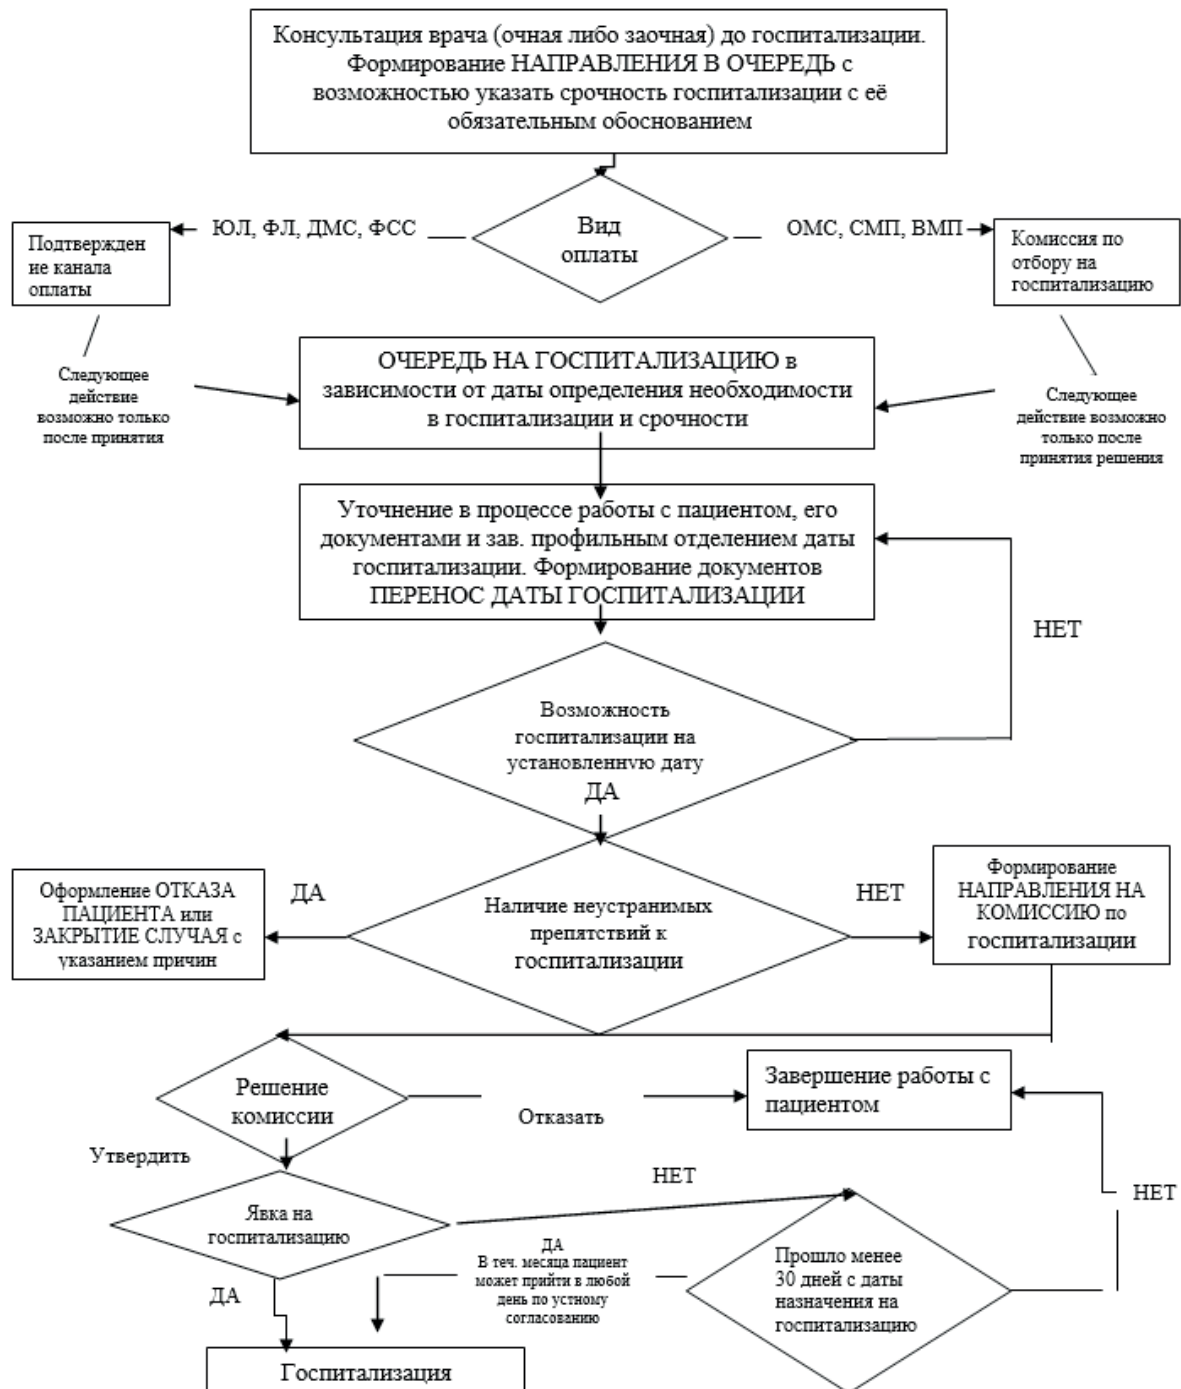 Консультация врача (очная либо заочная) до госпитализации.
Формирование НАПРАВЛЕНИЯ В ОЧЕРЕДЬ с
возможностью указать срочность госпитализации с её
обязательным обоснованием
Вид
оплаты
ЮЛ, ФЛ, ДМС, ФСС
ОМС, СМП, ВМП
Подтвержден
ие канала
оплаты
Комиссия по
отбору на
госпитализацию
Следующее
действие
возможно только
после принятия
ОЧЕРЕДЬ НА ГОСПИТАЛИЗАЦИЮ в
зависимости от даты определения необходимости
в госпитализации и срочности
Следующее
действие возможно
только после
принятия решения
Уточнение в процессе работы с пациентом, его
документами и зав. профильным отделением даты
госпитализации. Формирование документов
ПЕРЕНОС ДАТЫ ГОСПИТАЛИЗАЦИИ
НЕТ
Возможность
госпитализации на
установленную дату
ДА
Оформление ОТКАЗА
ПАЦИЕНТА или
ЗАКРЫТИЕ СЛУЧАЯ с
указанием причин
ДА
Наличие неустранимых
препятствий к
госпитализации
НЕТ
Формирование
НАПРАВЛЕНИЯ НА
КОМИССИЮ по
госпитализации
Решение
комиссии
Отказать
Завершение работы с
пациентом
Утвердить
НЕТ
НЕТ
Явка на
госпитализацию
ДА
В теч. месяца пациент
может прийти в любой
день по устному
согласованию
Прошло менее
30 дней с даты
назначения на
госпитализацию
ДА
Госпитализация